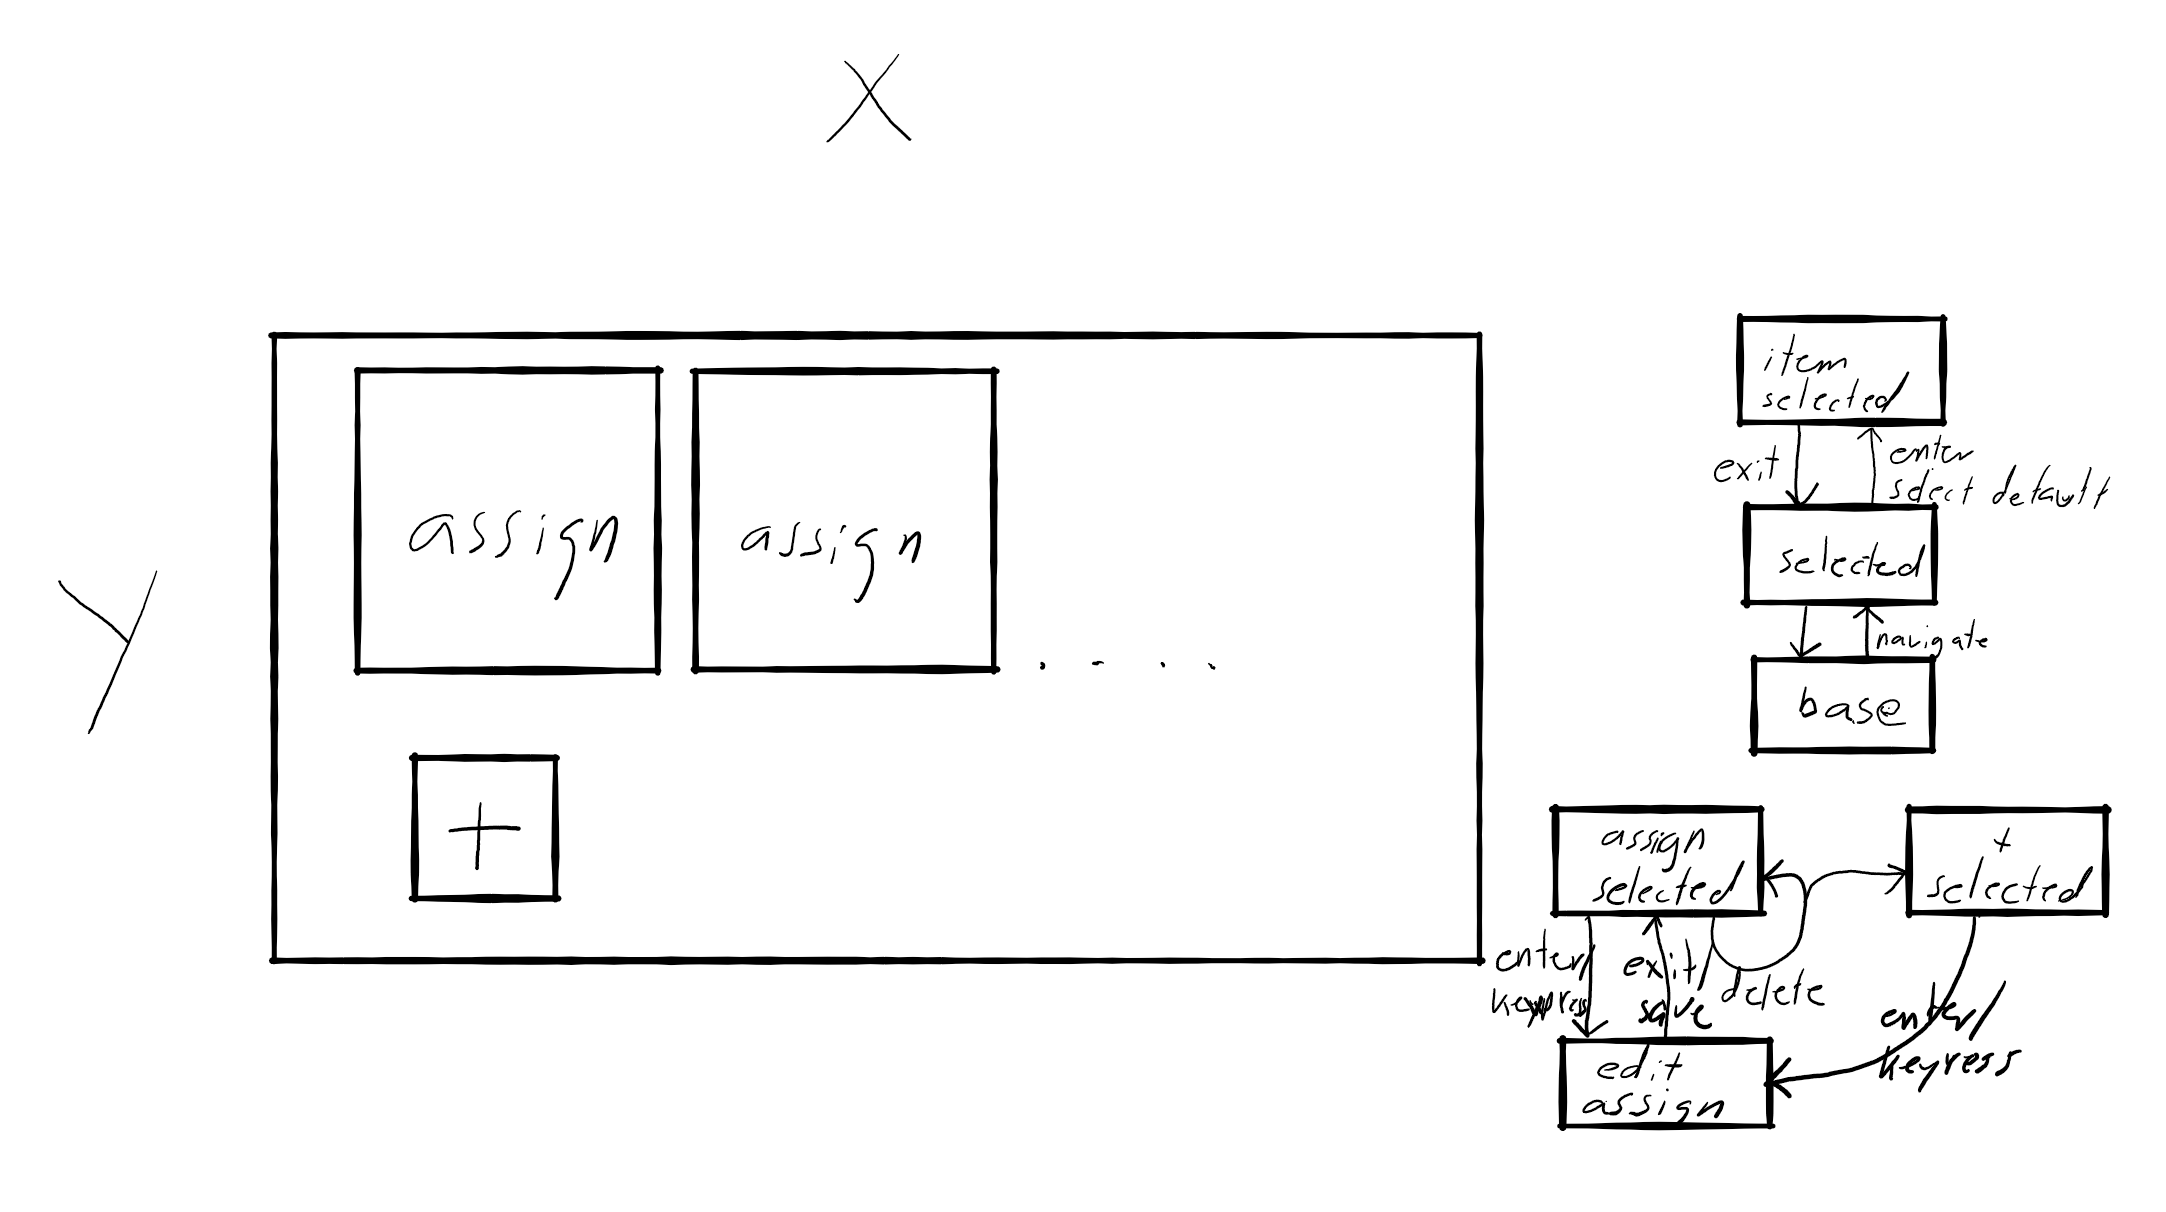 X
Y
assign
assign
. - . .
+
item
selected
exit
enter
select default
selected
navigate
base
assign
selected
+
selected
enter/
keypress
exit/
save
delete
enter/
keyress
edit
assign